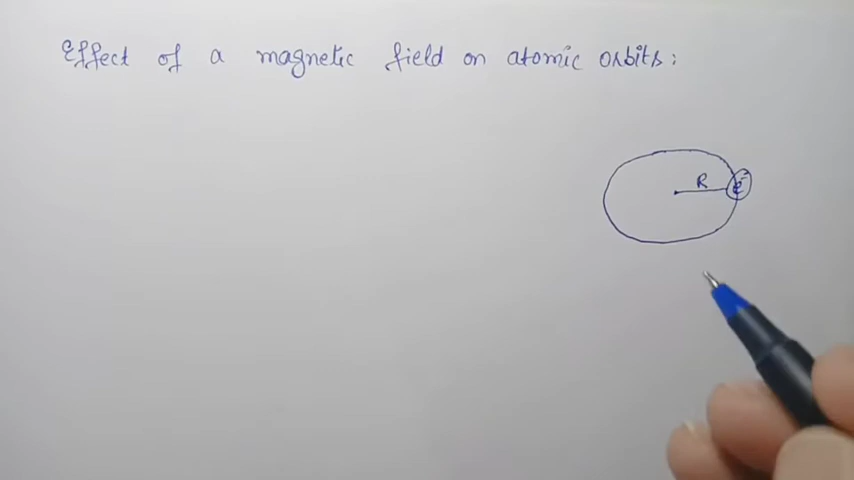 Effect of a magnetic field on atomic orbits:
R
e-